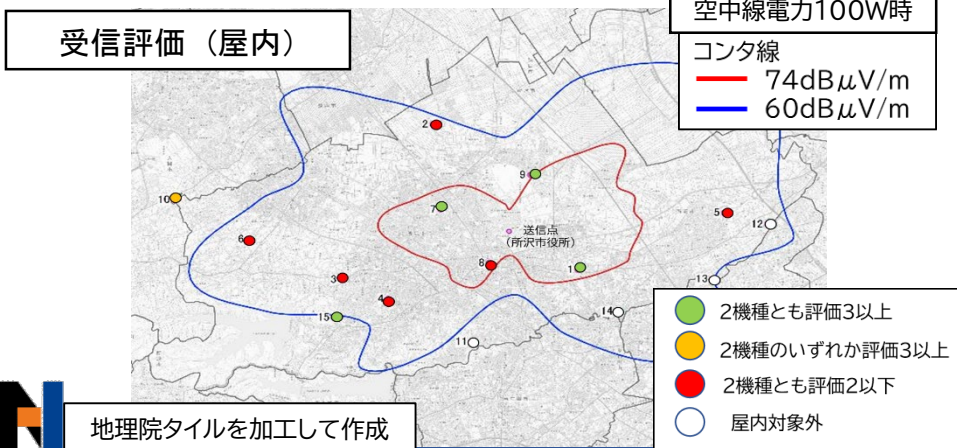 受信評価（屋内）
空中線電力100W時
コンタ線
74dBμV/m
60dBμV/m
2
9
10
7
5
12
6
送信点
（所沢市役所）
8
1
3
13
4
15
14
11
2機種とも評価3以上
2機種のいずれか評価3以上
2機種とも評価2以下
屋内対象外
地理院タイルを加工して作成